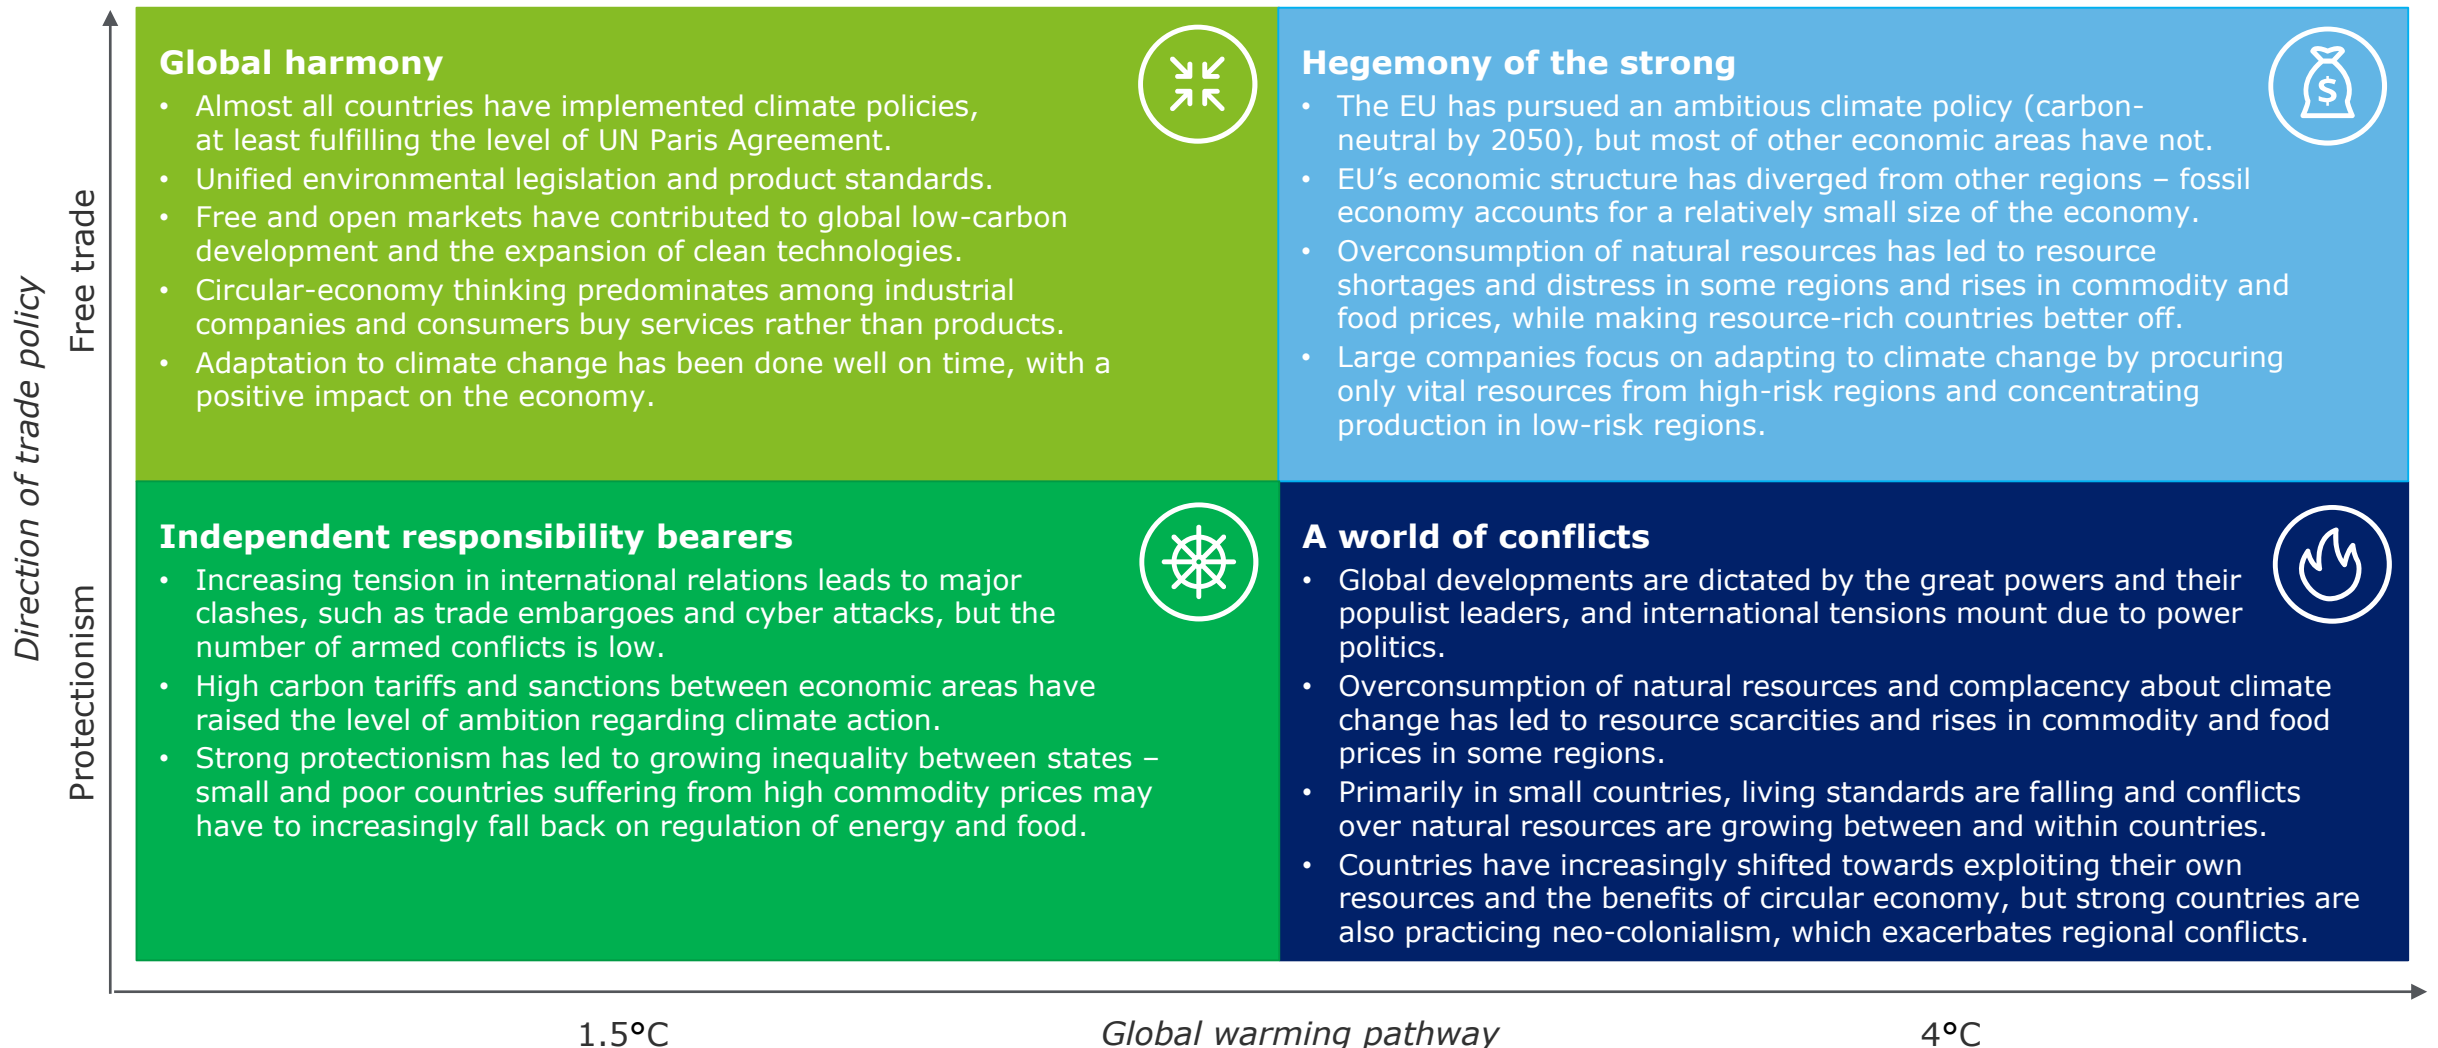 Direction of trade policy
Free trade
Protectionism
Global harmony
• Almost all countries have implemented climate policies,
at least fulfilling the level of UN Paris Agreement.
• Unified environmental legislation and product standards.
• Free and open markets have contributed to global low-carbon
development and the expansion of clean technologies.
• Circular-economy thinking predominates among industrial
companies and consumers buy services rather than products.
• Adaptation to climate change has been done well on time, with a
positive impact on the economy.
Hegemony of the strong
$
• The EU has pursued an ambitious climate policy (carbon-
neutral by 2050), but most of other economic areas have not.
• EU’s economic structure has diverged from other regions – fossil
economy accounts for a relatively small size of the economy.
• Overconsumption of natural resources has led to resource
shortages and distress in some regions and rises in commodity and
food prices, while making resource-rich countries better off.
• Large companies focus on adapting to climate change by procuring
only vital resources from high-risk regions and concentrating
production in low-risk regions.
Independent responsibility bearers
• Increasing tension in international relations leads to major
clashes, such as trade embargoes and cyber attacks, but the
number of armed conflicts is low.
• High carbon tariffs and sanctions between economic areas have
raised the level of ambition regarding climate action.
• Strong protectionism has led to growing inequality between states –
small and poor countries suffering from high commodity prices may
have to increasingly fall back on regulation of energy and food.
A world of conflicts
• Global developments are dictated by the great powers and their
populist leaders, and international tensions mount due to power
politics.
• Overconsumption of natural resources and complacency about climate
change has led to resource scarcities and rises in commodity and food
prices in some regions.
• Primarily in small countries, living standards are falling and conflicts
over natural resources are growing between and within countries.
• Countries have increasingly shifted towards exploiting their own
resources and the benefits of circular economy, but strong countries are
also practicing neo-colonialism, which exacerbates regional conflicts.
1.5°C
Global warming pathway
4°C